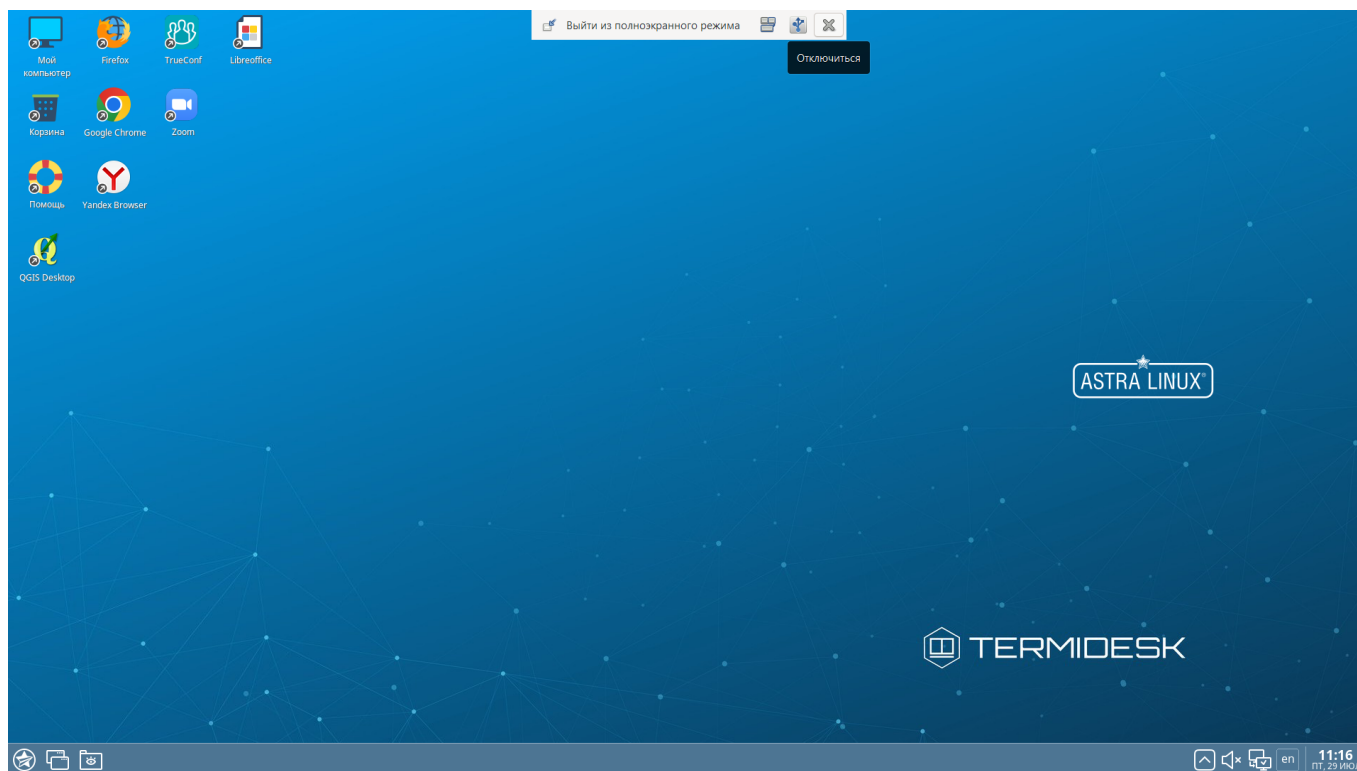 Выйти из полноэкранного режима
Отключиться
Мой
компьютер
Firefox
TrueConf
Libreoffice
Корзина
Google Chrome
Zoom
Помощь
Yandex Browser
QGIS Desktop
ASTRA LINUX®
TERMIDESK
en
11:16
ПТ, 29 ИЮ